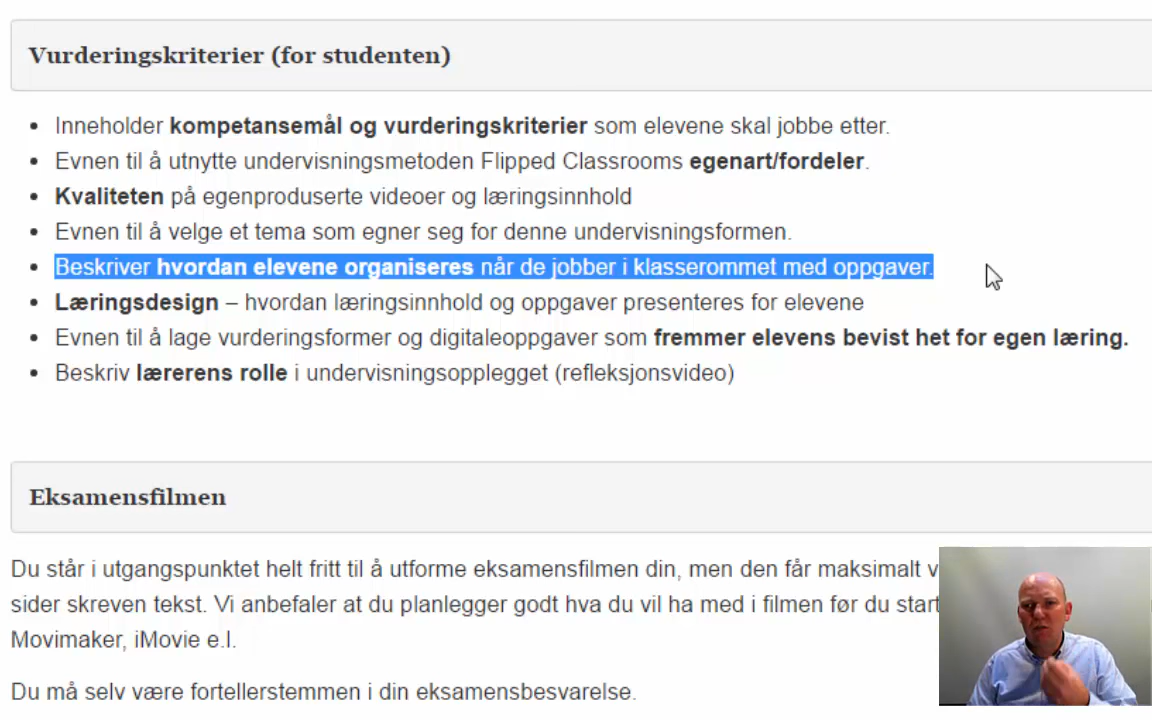 Vurderingskriterier (for studenten)
Inneholder kompetansemål og vurderingskriterier som elevene skal jobbe etter.
Evnen til å utnytte undervisningsmetoden Flipped Classrooms egenart/fordeler.
Kvaliteten på egenproduserte videoer og læringsinnhold
Evnen til å velge et tema som egner seg for denne undervisningsformen.
Beskriver hvordan elevene organiseres når de jobber i klasserommet med oppgaver.
Læringsdesign – hvordan læringsinnhold og oppgaver presenteres for elevene
Evnen til å lage vurderingsformer og digitaleoppgaver som fremmer elevens bevist het for egen læring.
Beskriv lærerens rolle i undervisningsopplegget (refleksjonsvideo)
Eksamensfilmen
Du står i utgangspunktet helt fritt til å utforme eksamensfilmen din, men den får maksimalt
sider skreven tekst. Vi anbefaler at du planlegger godt hva du vil ha med i filmen før du
Movimaker, iMovie e.l.
Du må selv være fortellerstemmen i din eksamensbesvarelse.